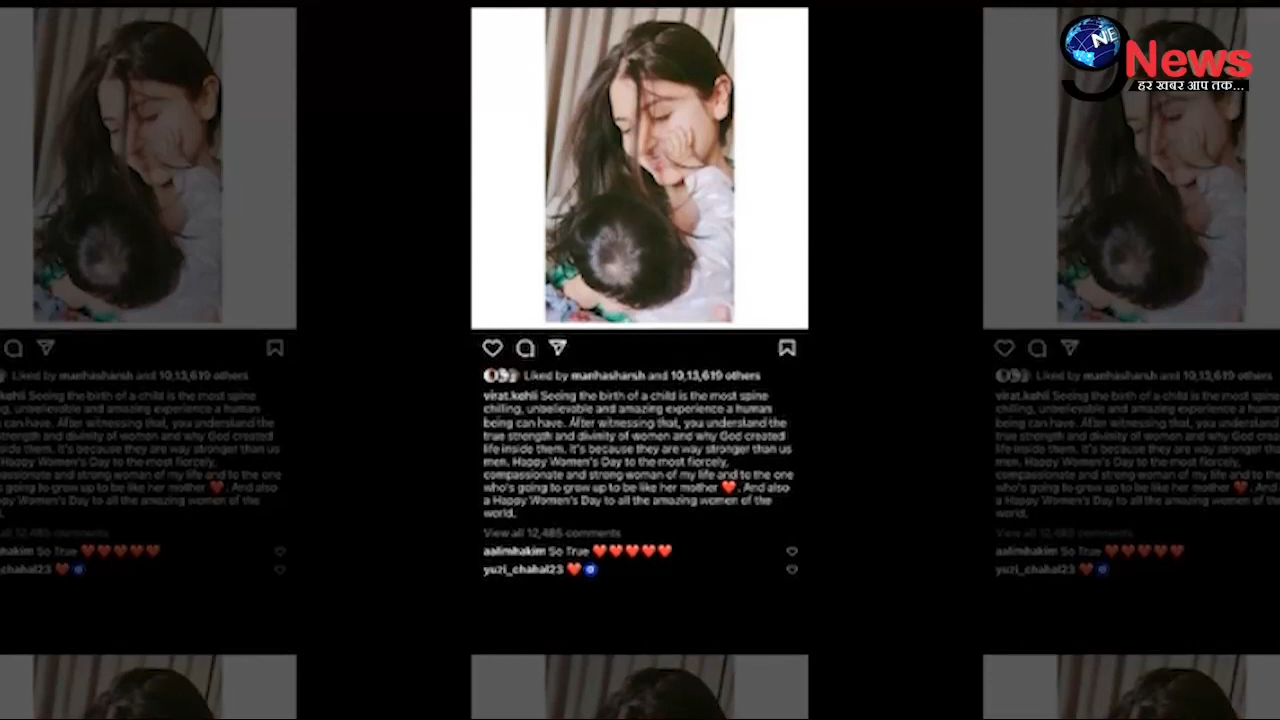 NE
News
हर खबर आप तक...
Liked by manhasharsh and 10,13,619 others
virat.kohli Seeing the birth of a child is the most spine
chilling, unbelievable and amazing experience a human
being can have. After witnessing that, you understand the
true strength and divinity of women and why God created
life inside them. It's because they are way stronger than us
men. Happy Women's Day to the most fiercely,
compassionate and strong woman of my life and to the one
who's going to grow up to be like her mother ❤️. And also
a Happy Women's Day to all the amazing women of the
world.
View all 12,485 comments
aalimhakim So True ❤️❤️❤️❤️❤️
yuzi_chahal23 ❤️🧿